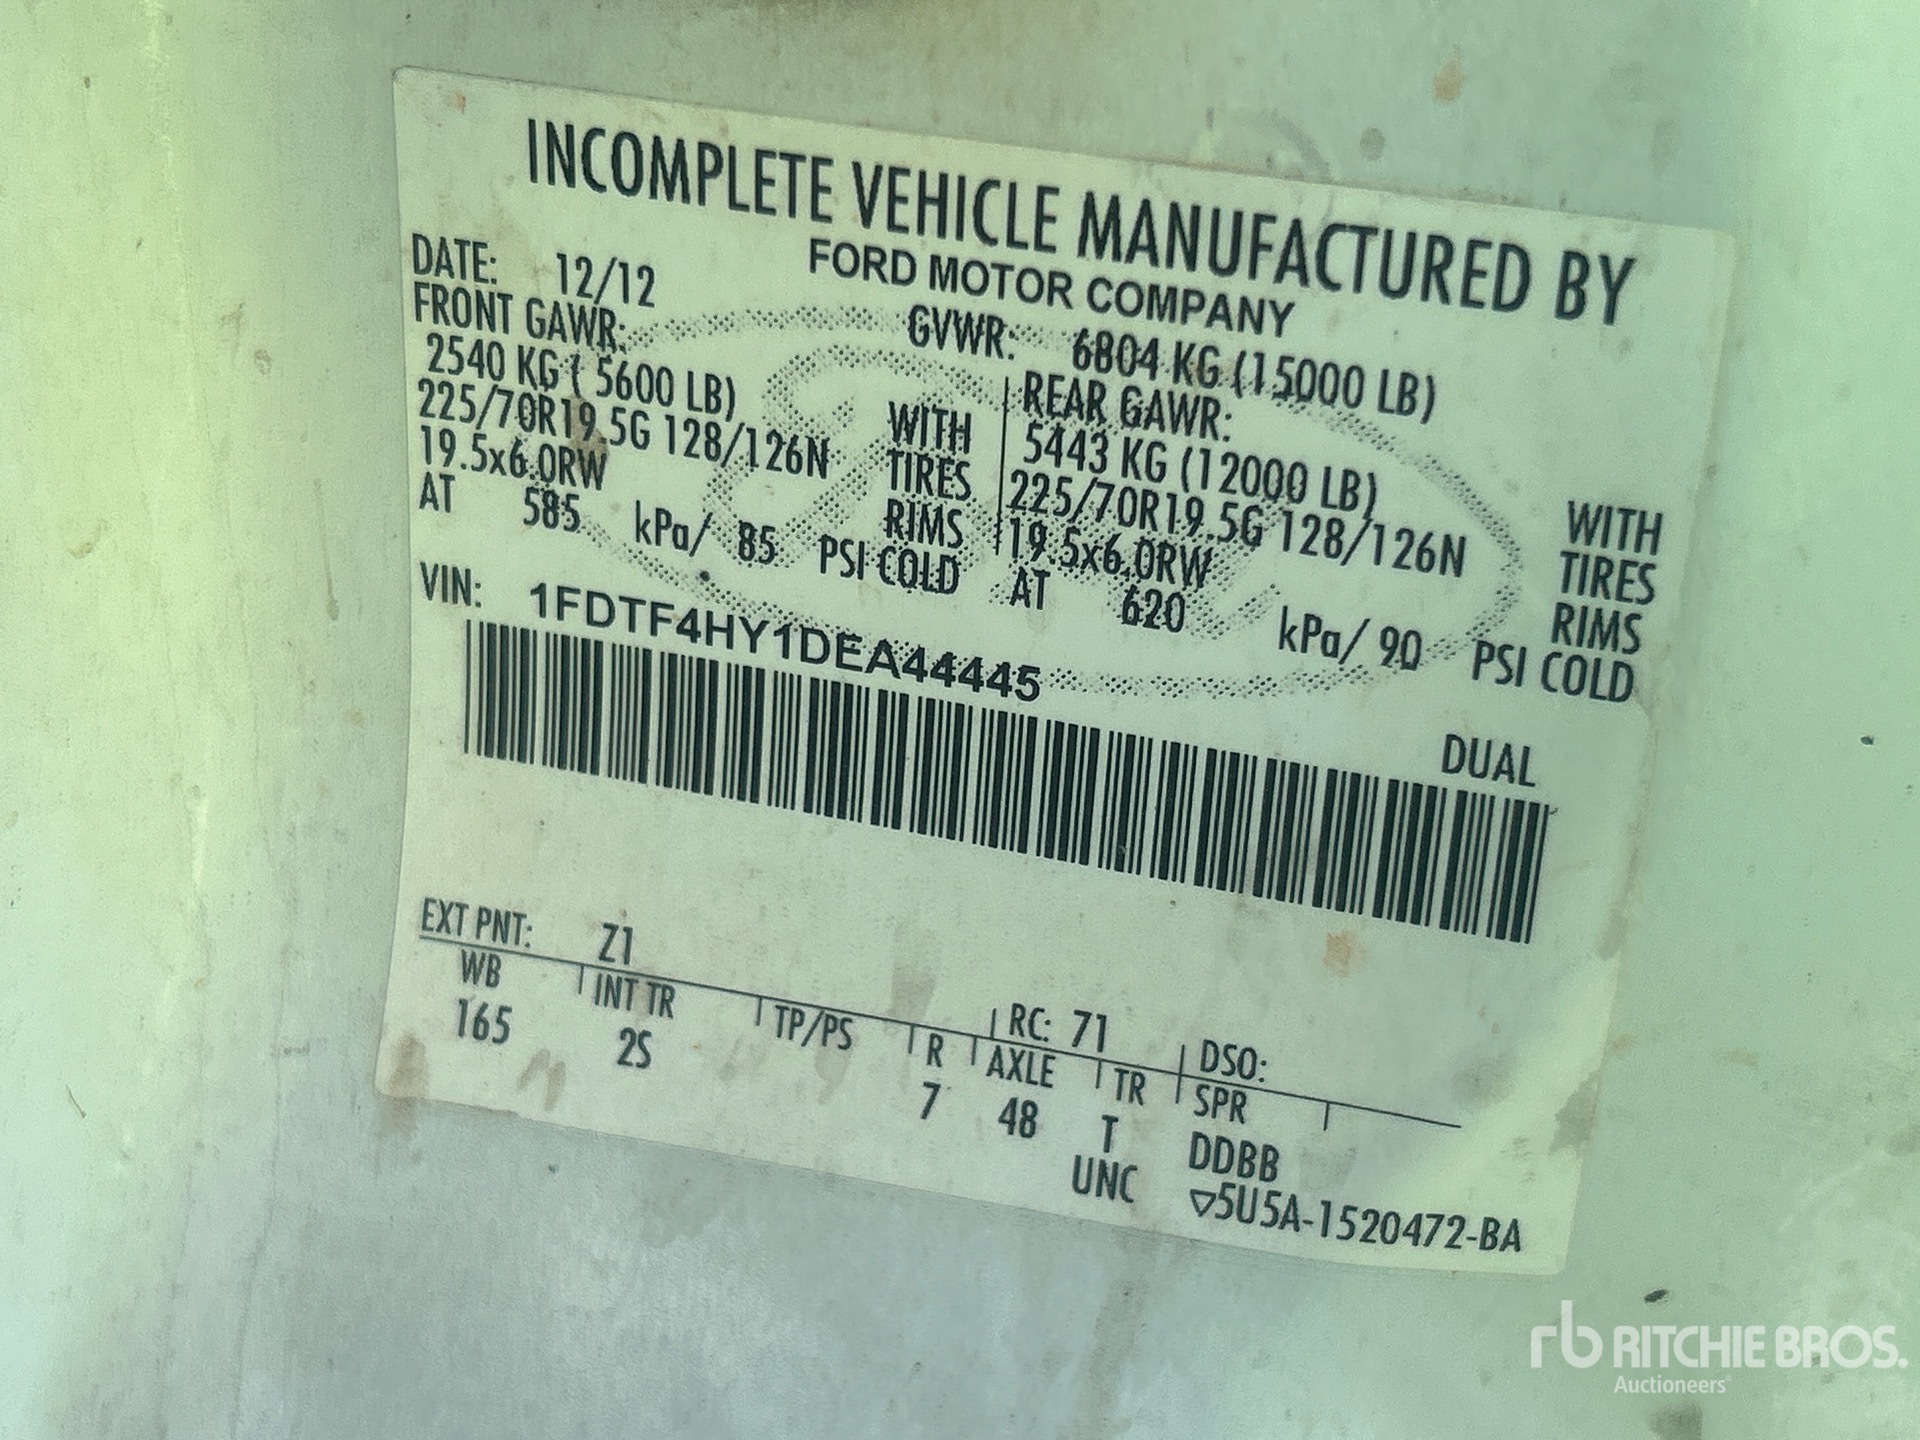 INCOMPLETE VEHICLE MANUFACTURED BY
FORD MOTOR COMPANY
DATE: 12/12
GVWR: 6804 KG (15000 LB)
FRONT GAWR:
2540 KG ( 5600 LB)
225/70R19.5G 128/126N
19.5x6.0RW
AT 585 kPa/ 85 PSI COLD
WITH
TIRES
RIMS
REAR GAWR:
5443 KG (12000 LB)
225/70R19.5G 128/126N
19.5x6.0RW
AT 620 kPa/ 90 PSI COLD
WITH
TIRES
RIMS
VIN: 1FDTF4HY1DEA44445
DUAL
EXT PNT: Z1 RC: 71 DSO:
WB INT TR TP/PS R AXLE TR SPR
165 2S 7 48 T DDBB
UNC ▽5U5A-1520472-BA
rb RITCHIE BROS.
Auctioneers